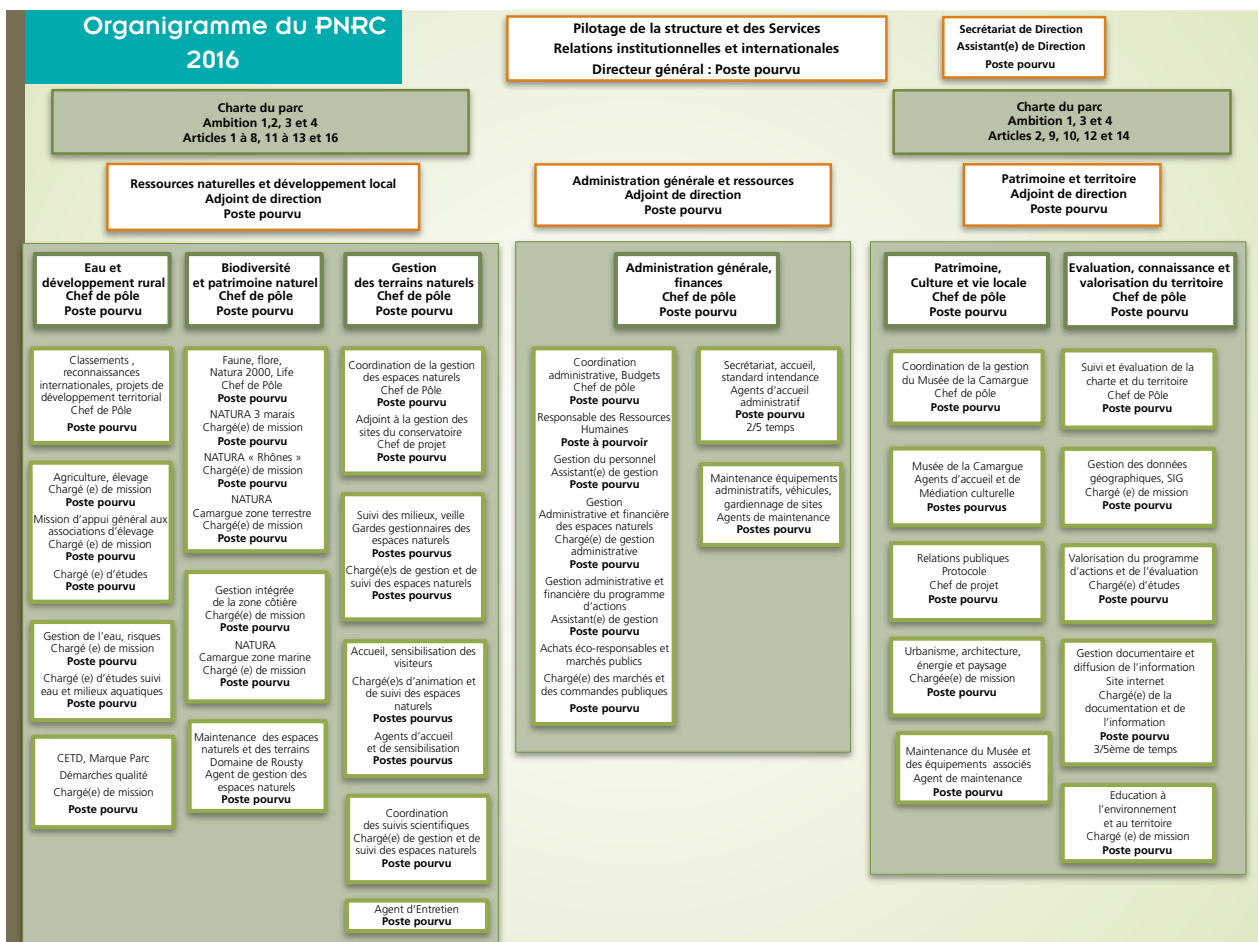 Organigramme du PNRC
2016
Pilotage de la structure et des Services
Relations institutionnelles et internationales
Directeur général : Poste pourvu
Secrétariat de Direction
Assistant(e) de Direction
Poste pourvu
Charte du parc
Ambition 1,2, 3 et 4
Articles 1 à 8, 11 à 13 et 16
Charte du parc
Ambition 1, 3 et 4
Articles 2, 9, 10, 12 et 14
Ressources naturelles et développement local
Adjoint de direction
Poste pourvu
Administration générale et ressources
Adjoint de direction
Poste pourvu
Patrimoine et territoire
Adjoint de direction
Poste pourvu
Eau et
développement rural
Chef de pôle
Poste pourvu
Classements ,
reconnaissances
internationales, projets de
développement territorial
Chef de Pôle
Poste pourvu
Agriculture, élevage
Chargé (e) de mission
Poste pourvu
Mission d'appui général aux
associations d'élevage
Chargé (e) de mission
Poste pourvu
Chargé (e) d'études
Poste pourvu
Gestion de l'eau, risques
Chargé (e) de mission
Poste pourvu
Chargé (e) d'études suivi
eau et milieux aquatiques
Poste pourvu
CETD, Marque Parc
Démarches qualité
Chargé(e) de mission
Poste pourvu
Biodiversité
et patrimoine naturel
Chef de pôle
Poste pourvu
Faune, flore,
Natura 2000, Life
Chef de Pôle
Poste pourvu
NATURA 3 marais
Chargé(e) de mission
Poste pourvu
NATURA « Rhônes »
Chargé(e) de mission
Poste pourvu
NATURA
Camargue zone terrestre
Chargé(e) de mission
Poste pourvu
Gestion intégrée
de la zone côtière
Chargé(e) de mission
Poste pourvu
NATURA
Camargue zone marine
Chargé(e) de mission
Poste pourvu
Maintenance des espaces
naturels et des terrains
Domaine de Rousty
Agent de gestion des
espaces naturels
Poste pourvu
Gestion
des terrains naturels
Chef de pôle
Poste pourvu
Coordination de la gestion
des espaces naturels
Chef de Pôle
Poste pourvu
Adjoint à la gestion des
sites du conservatoire
Chef de projet
Poste pourvu
Suivi des milieux, veille
Gardes gestionnaires des
espaces naturels
Postes pourvus
Chargé(e)s de gestion et de
suivi des espaces naturels
Postes pourvus
Accueil, sensibilisation des
visiteurs
Chargé(e)s d'animation et
de suivi des espaces
naturels
Postes pourvus
Agents d'accueil
et de sensibilisation
Postes pourvus
Coordination
des suivis scientifiques
Chargé(e) de gestion et de
suivi des espaces naturels
Poste pourvu
Agent d'Entretien
Poste pourvu
Administration générale,
finances
Chef de pôle
Poste pourvu
Coordination
administrative, Budgets
Chef de pôle
Poste pourvu
Responsable des Ressources
Humaines
Poste à pourvoir
Gestion du personnel
Assistant(e) de gestion
Poste pourvu
Gestion
Administrative et financière
des espaces naturels
Chargé(e) de gestion
administrative
Poste pourvu
Gestion administrative et
financière du programme
d'actions
Assistant(e) de gestion
Poste pourvu
Achats éco-responsables et
marchés publics
Chargé(e) des marchés et
des commandes publiques
Poste pourvu
Secrétariat, accueil,
standard intendance
Agents d'accueil
administratif
Poste pourvu
2/5 temps
Maintenance équipements
administratifs, véhicules,
gardiennage de sites
Agents de maintenance
Postes pourvu
Patrimoine,
Culture et vie locale
Chef de pôle
Poste pourvu
Coordination de la gestion
du Musée de la Camargue
Chef de pôle
Poste pourvu
Musée de la Camargue
Agents d'accueil et de
Médiation culturelle
Postes pourvus
Relations publiques
Protocole
Chef de projet
Poste pourvu
Urbanisme, architecture,
énergie et paysage
Chargée(e) de mission
Poste pourvu
Maintenance du Musée et
des équipements associés
Agent de maintenance
Poste pourvu
Evaluation, connaissance et
valorisation du territoire
Chef de pôle
Poste pourvu
Suivi et évaluation de la
charte et du territoire
Chef de Pôle
Poste pourvu
Gestion des données
géographiques, SIG
Chargé (e) de mission
Poste pourvu
Valorisation du programme
d'actions et de l'évaluation
Chargé(e) d'études
Poste pourvu
Gestion documentaire et
diffusion de l'information
Site internet
Chargé(e) de la
documentation et de
l'information
Poste pourvu
3/5ème de temps
Education à
l'environnement
et au territoire
Chargé (e) de mission
Poste pourvu